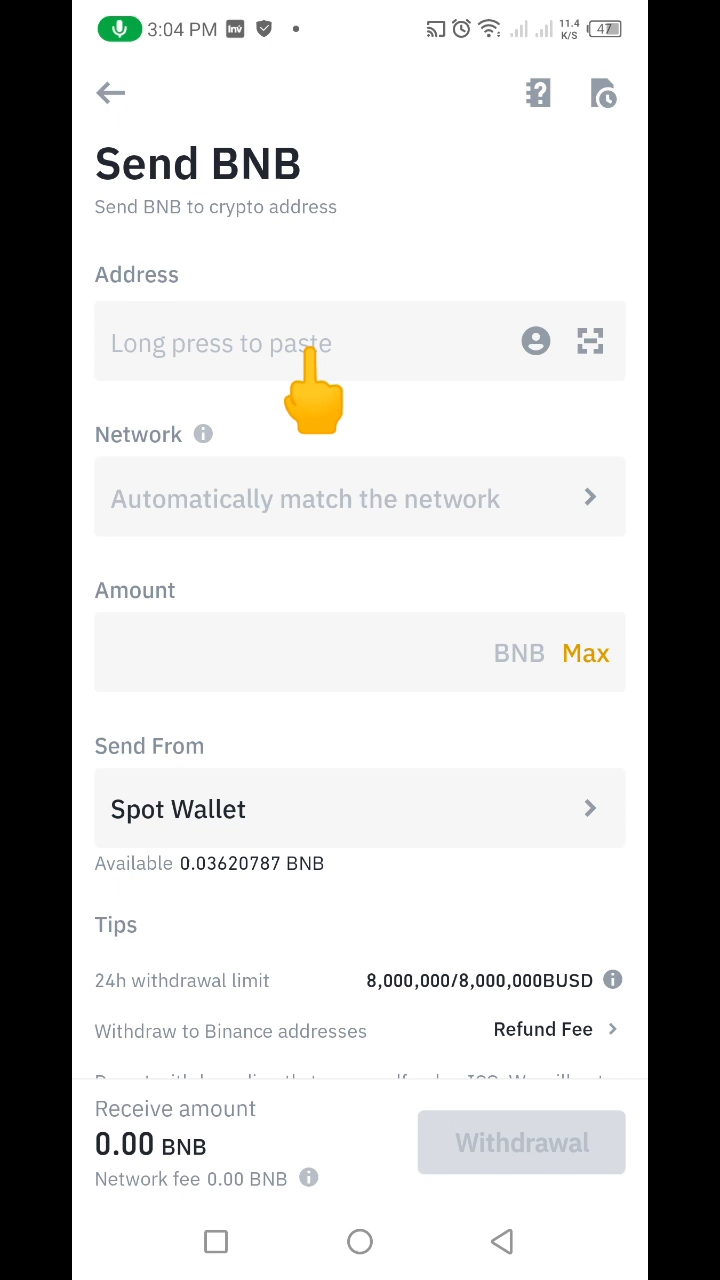 3:04 PM Inv 11.4 K/S 47
Send BNB
Send BNB to crypto address
Address
Long press to paste
Network
Automatically match the network
Amount
BNB Max
Send From
Spot Wallet
Available 0.03620787 BNB
Tips
24h withdrawal limit 8,000,000/8,000,000BUSD
Withdraw to Binance addresses Refund Fee
Receive amount
0.00 BNB
Withdrawal
Network fee 0.00 BNB